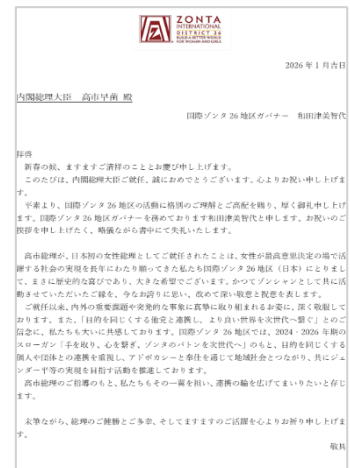 ZONTA
INTERNATIONAL
DISTRICT 26
BUILD A BETTER WORLD
FOR WOMEN AND GIRLS
2026年1月吉日
内閣総理大臣　高市早苗 殿
国際ゾンタ26地区ガバナー　和田津美智代
拝啓
新春の候、ますますご清祥のこととお慶び申し上げます。
このたびは、内閣総理大臣ご就任、誠におめでとうございます。心よりお祝い申し上げま
す。
平素より、国際ゾンタ26地区の活動に格別のご理解とご高配を賜り、厚く御礼申し上げ
ます。国際ゾンタ26地区ガバナーを務めております和田津美智代と申します。お祝いのご
挨拶を申し上げたく、略儀ながら書中にて失礼いたします。
高市総理が、日本初の女性総理としてご就任されたことは、女性が最高意思決定の場で活
躍する社会の実現を長年にわたり願ってきた私たち国際ゾンタ26地区（日本）にとりまし
て、まさに歴史的な喜びであり、大きな希望でございます。かつてゾンシャンとして共に活
動させていただいたご縁を、今なお誇りに思い、改めて深い敬意と祝意を表します。
ご就任以来、内外の重要課題や突発的な事象に真摯に取り組まれるお姿に、深く敬服して
おります。また、「目的を同じくする他党と連携し、より良い世界を次世代へ繋ぐ」とのご
信念に、私たちも大いに共感しております。国際ゾンタ26地区では、2024‐2026年期の
スローガン「手を取り、心を繋ぎ、ゾンタのバトンを次世代へ」のもと、目的を同じくする
個人や団体との連携を重視し、アドボカシーと奉仕を通じて地域社会とつながり、共にジェ
ンダー平等の実現を目指す活動を推進しております。
高市総理のご指導のもと、私たちもその一翼を担い、連携の輪を広げてまいりたいと存じ
ます。
末筆ながら、総理のご健勝とご多幸、そしてますますのご活躍を心よりお祈り申し上げま
す。
敬具